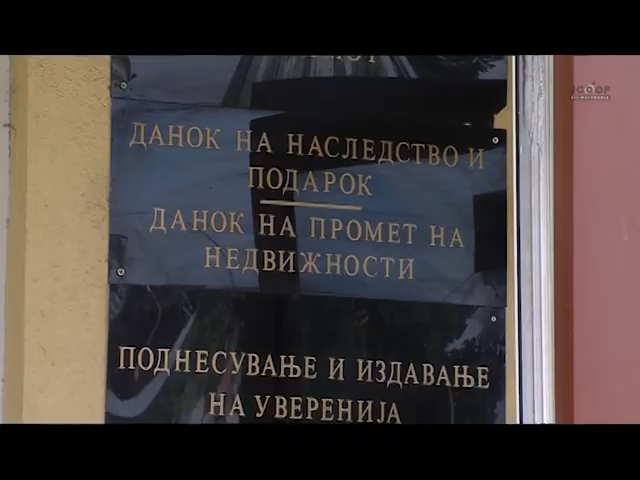 ДАНОК НА НАСЛЕДСТВО И
ПОДАРОК
ДАНОК НА ПРОМЕТ НА
НЕДВИЖНОСТИ
ПОДНЕСУВАЊЕ И ИЗДАВАЊЕ
НА УВЕРЕНИЈА